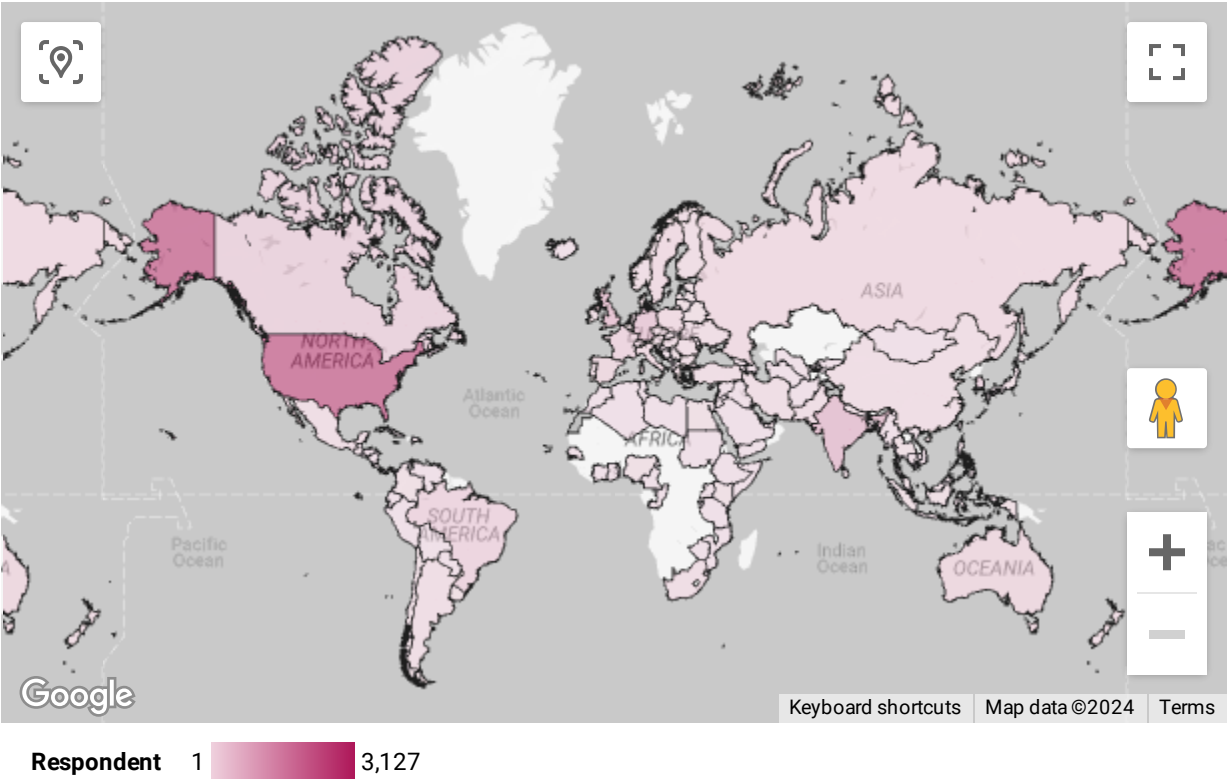 ASIA
NORTH
AMERICA
EUROPE
Atlantic
Ocean
AFRICA
SOUTH
AMERICA
Pacific
Ocean
Indian
Ocean
OCEANIA
Google
Keyboard shortcuts
Map data ©2024
Terms
Respondent 1 3,127